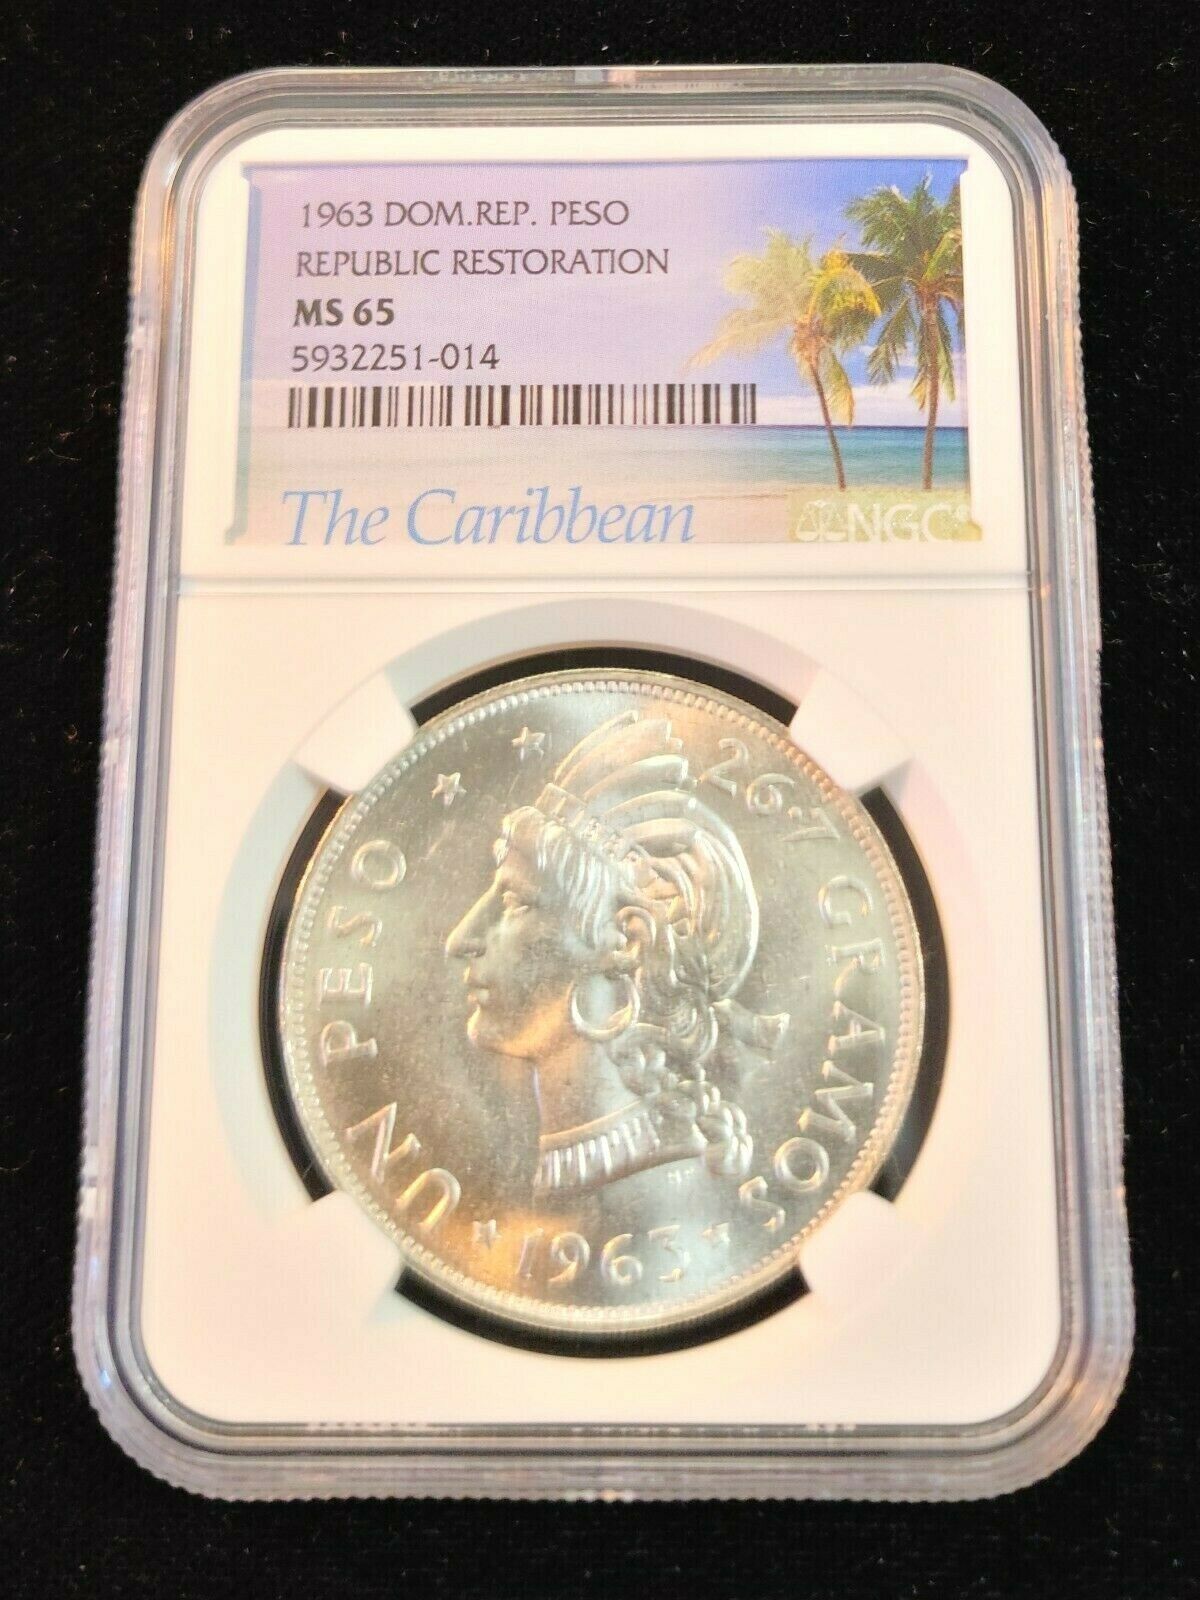 1963 DOM.REP. PESO
REPUBLIC RESTORATION
MS 65
5932251-014
The Caribbean
NGC
UN PESO
26.7 GRAMOS
1963